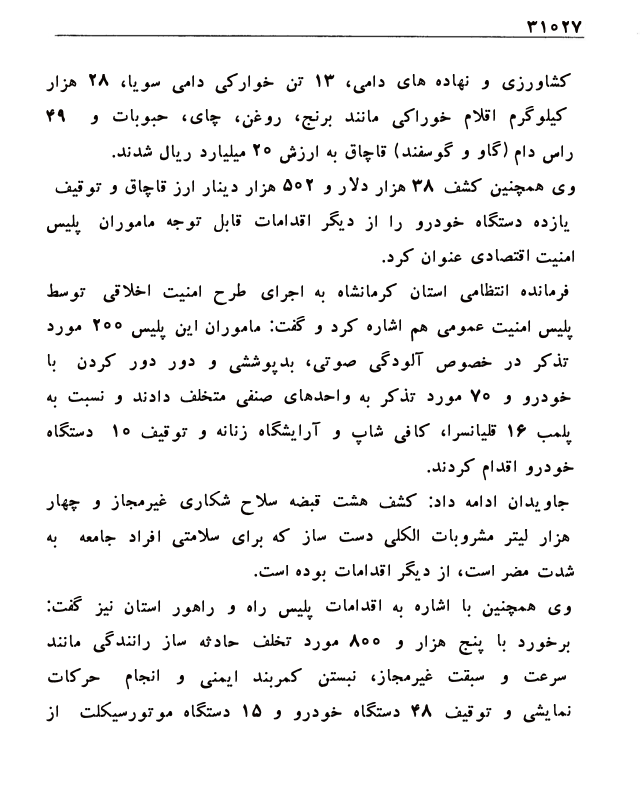 ۳۱۰۲۷
کشاورزی و نهاده های دامی، ۱۳ تن خوارکی دامی سویا، ۲۸ هزار
کیلوگرم اقلام خوراکی مانند برنج، روغن، چای، حبوبات و ۴۹
راس دام (گاو و گوسفند) قاچاق به ارزش ۲۰ میلیارد ریال شدند.
وی همچنین کشف ۳۸ هزار دلار و ۵۰۲ هزار دینار ارز قاچاق و توقیف
یازده دستگاه خودرو را از دیگر اقدامات قابل توجه ماموران پلیس
امنیت اقتصادی عنوان کرد.
فرمانده انتظامی استان کرمانشاه به اجرای طرح امنیت اخلاقی توسط
پلیس امنیت عمومی هم اشاره کرد و گفت: ماموران این پلیس ۲۰۰ مورد
تذکر در خصوص آلودگی صوتی، بدپوششی و دور دور کردن با
خودرو و ۷۰ مورد تذکر به واحدهای صنفی متخلف دادند و نسبت به
پلمب ۱۶ قلیانسرا، کافی شاپ و آرایشگاه زنانه و توقیف ۱۰ دستگاه
خودرو اقدام کردند.
جاویدان ادامه داد: کشف هشت قبضه سلاح شکاری غیرمجاز و چهار
هزار لیتر مشروبات الکلی دست ساز که برای سلامتی افراد جامعه به
شدت مضر است، از دیگر اقدامات بوده است.
وی همچنین با اشاره به اقدامات پلیس راه و راهور استان نیز گفت:
برخورد با پنج هزار و ۸۰۰ مورد تخلف حادثه ساز رانندگی مانند
سرعت و سبقت غیرمجاز، نبستن کمربند ایمنی و انجام حرکات
نمایشی و توقیف ۴۸ دستگاه خودرو و ۱۵ دستگاه موتورسیکلت از